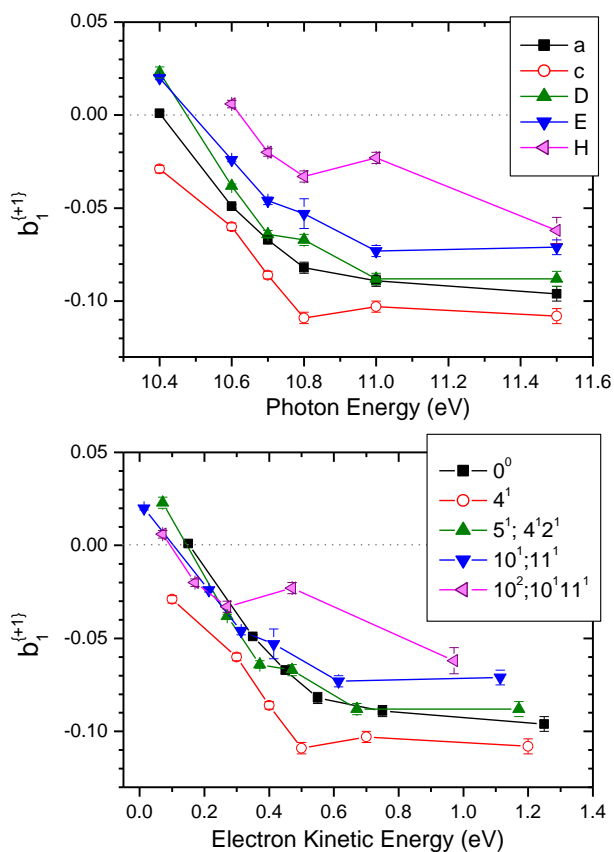 0.05
0.00
-0.05
-0.10
b₁^{+1}
a
c
D
E
H
10.4 10.6 10.8 11.0 11.2 11.4 11.6
Photon Energy (eV)
0.05
0.00
-0.05
-0.10
b₁^{+1}
0⁰
4¹
5¹; 4¹2¹
10¹;11¹
10²;10¹11¹
0.0 0.2 0.4 0.6 0.8 1.0 1.2 1.4
Electron Kinetic Energy (eV)